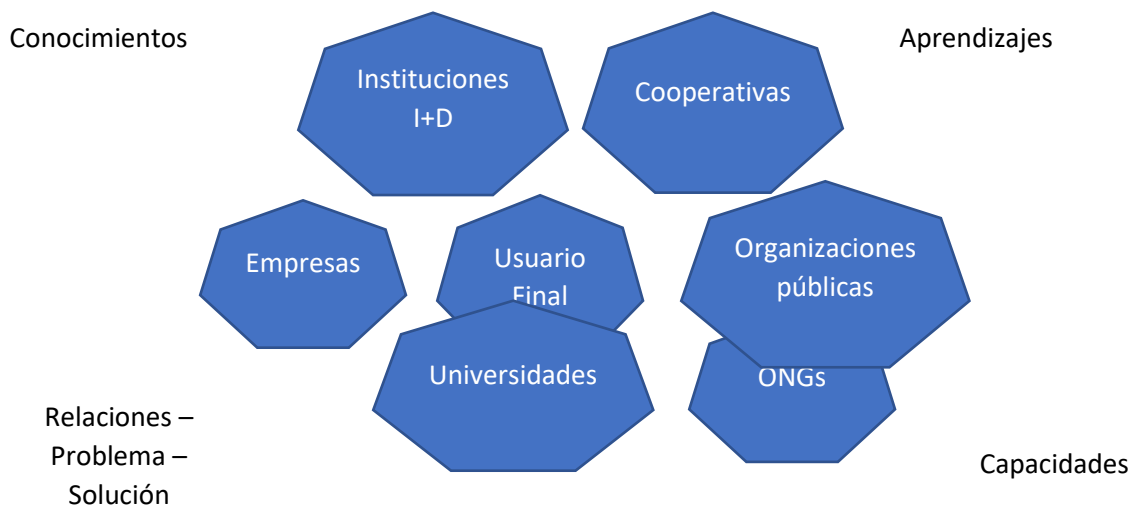 Conocimientos
Instituciones
I+D
Cooperativas
Aprendizajes
Empresas
Usuario
Final
Organizaciones
públicas
Universidades
ONGs
Relaciones –
Problema –
Solución
Capacidades